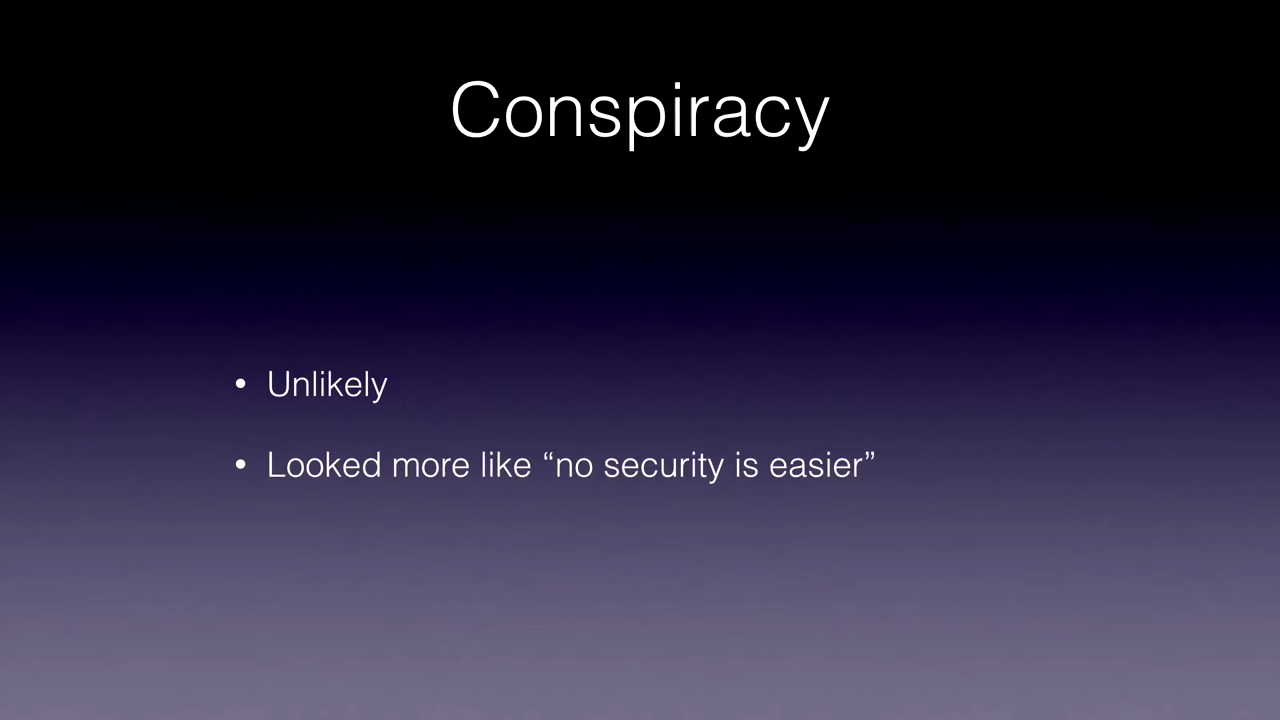 Conspiracy
• Unlikely
• Looked more like “no security is easier”